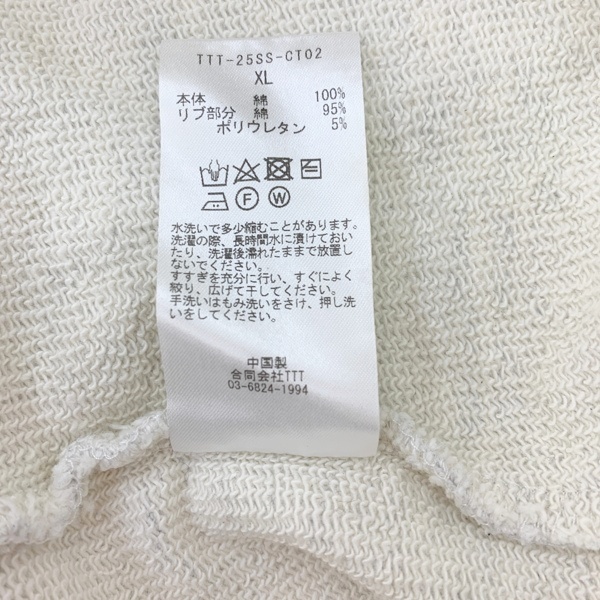 TTT-25SS-CT02
XL
本体 綿 100%
リブ部分 綿 95%
ポリウレタン 5%
F W
水洗いで多少縮むことがあります。
洗濯の際、長時間水に漬けておい
たり、洗濯後濡れたままで放置し
ないでください。
すすぎを充分に行い、すぐによく
絞り、広げて干してください。
手洗いはもみ洗いをさけ、押し洗
いをしてください。
中国製
合同会社TTT
03-6824-1994